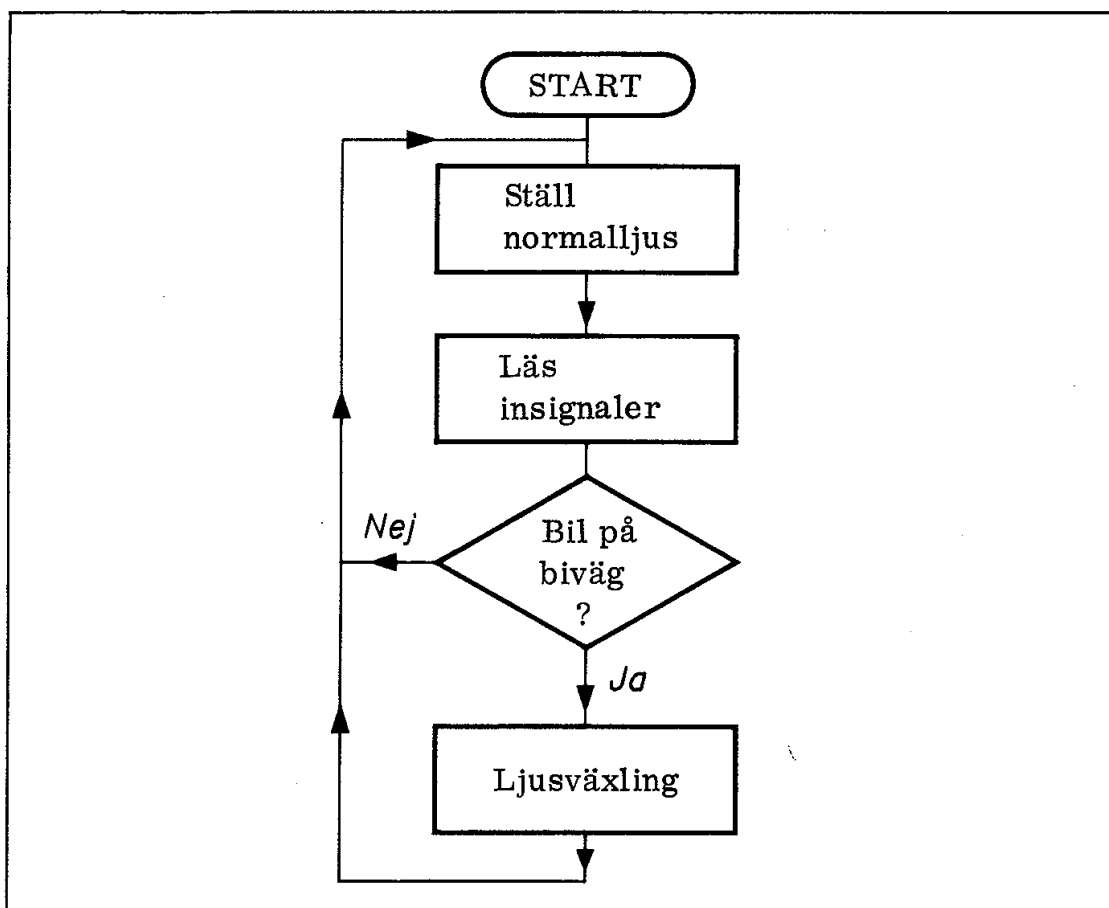 START
Ställ
normalljus
Läs
insignaler
Nej
Bil på
biväg
?
Ja
Ljusväxling